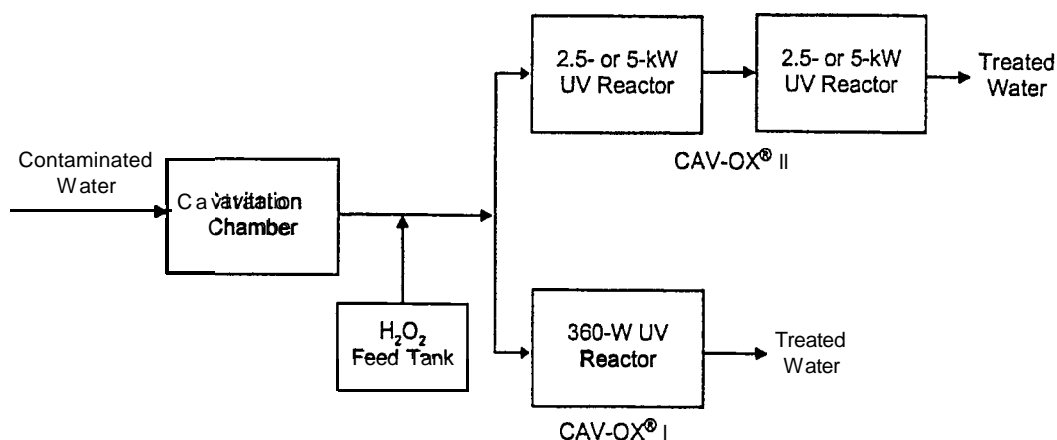 2.5- or 5-kW
UV Reactor
2.5- or 5-kW
UV Reactor
Treated
Water
CAV-OX® II
Contaminated
Water
Cavitation
Chamber
H₂O₂
Feed Tank
360-W UV
Reactor
Treated
Water
CAV-OX® I